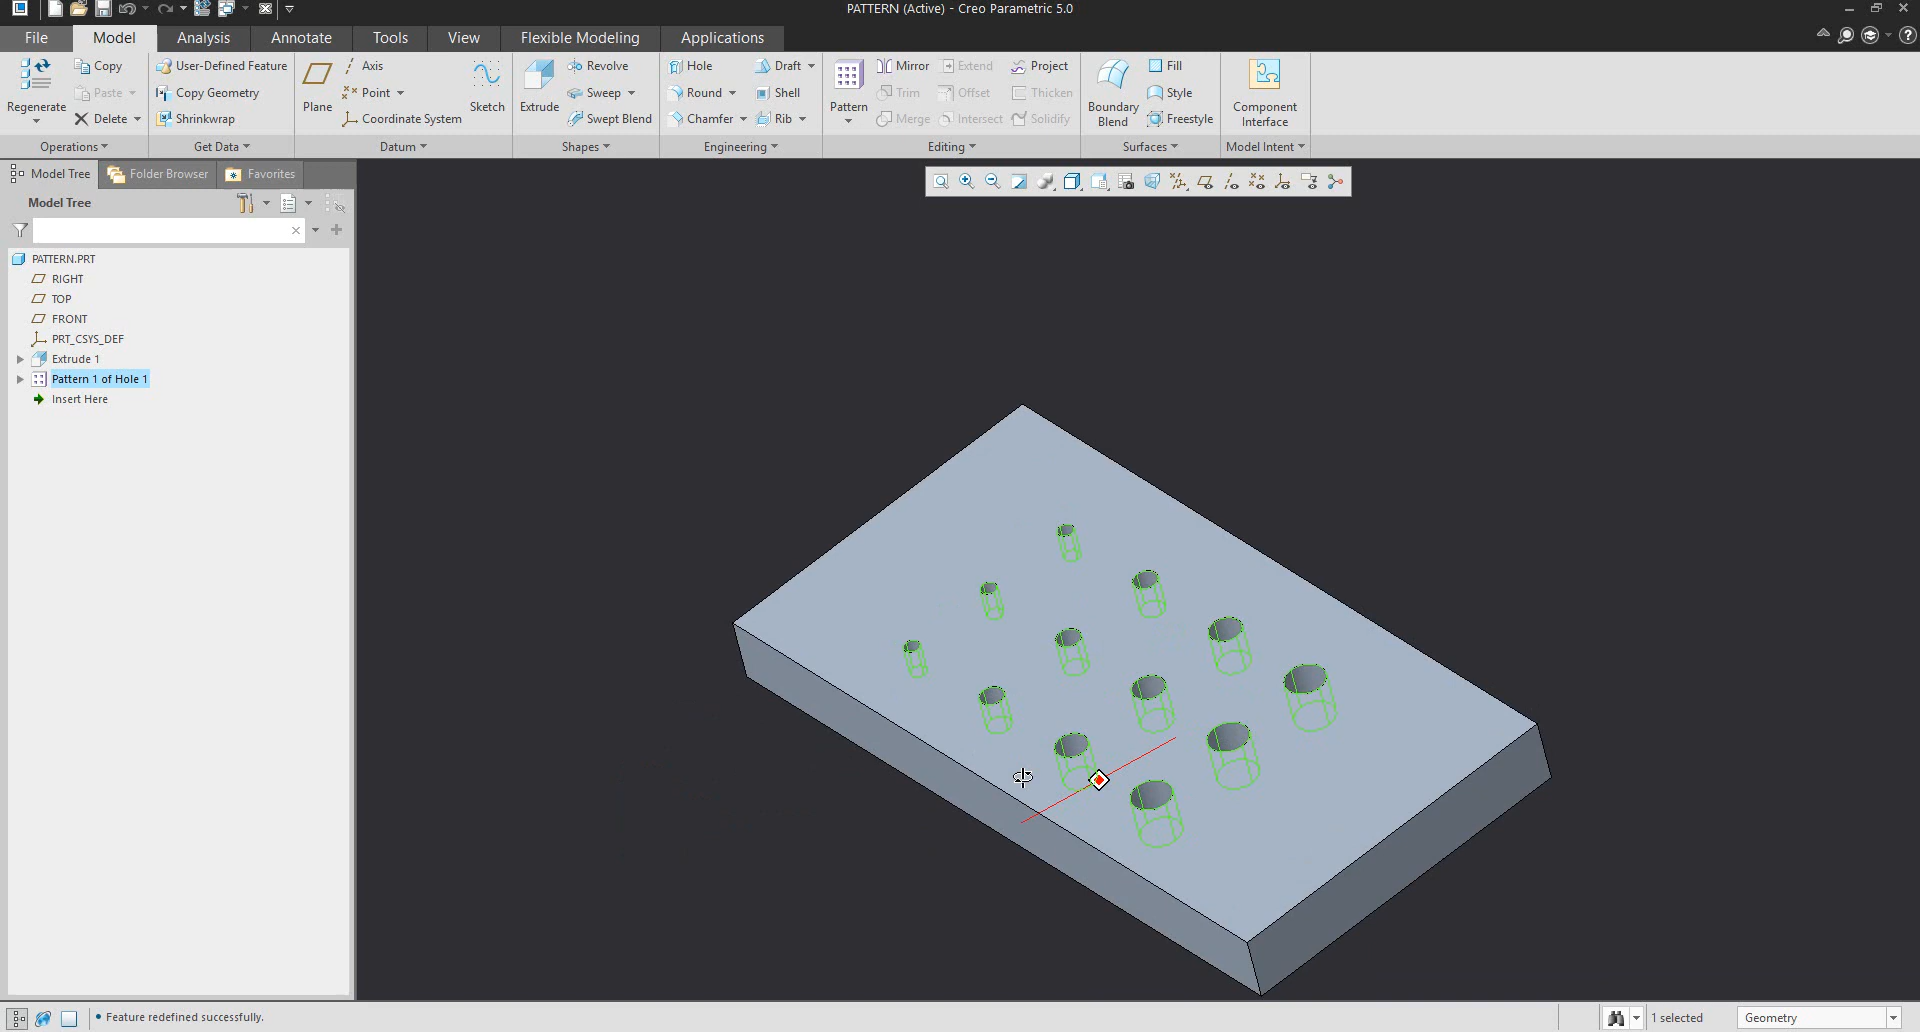 PATTERN (Active) - Creo Parametric 5.0
File Model Analysis Annotate Tools View Flexible Modeling Applications
Regenerate
Copy
Paste
Delete
Operations
User-Defined Feature
Copy Geometry
Shrinkwrap
Get Data
Plane
Axis
Point
Coordinate System
Sketch
Datum
Extrude
Revolve
Sweep
Swept Blend
Shapes
Hole
Round
Chamfer
Draft
Shell
Rib
Engineering
Pattern
Mirror
Trim
Merge
Extend
Offset
Intersect
Project
Thicken
Solidify
Editing
Boundary
Blend
Fill
Style
Freestyle
Surfaces
Component
Interface
Model Intent
Model Tree Folder Browser Favorites
Model Tree
PATTERN.PRT
RIGHT
TOP
FRONT
PRT_CSYS_DEF
Extrude 1
Pattern 1 of Hole 1
Insert Here
• Feature redefined successfully.
1 selected
Geometry